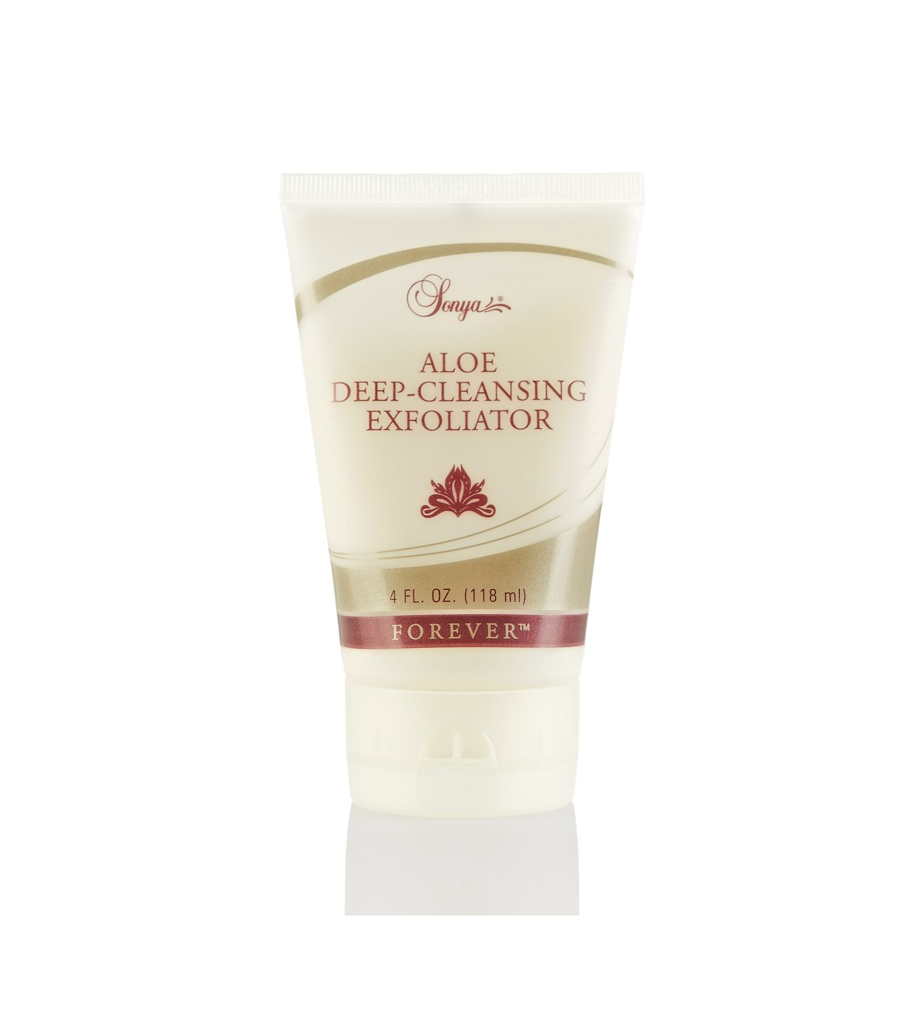 Sonya®
ALOE
DEEP-CLEANSING
EXFOLIATOR
4 FL. OZ. (118 ml)
FOREVER™